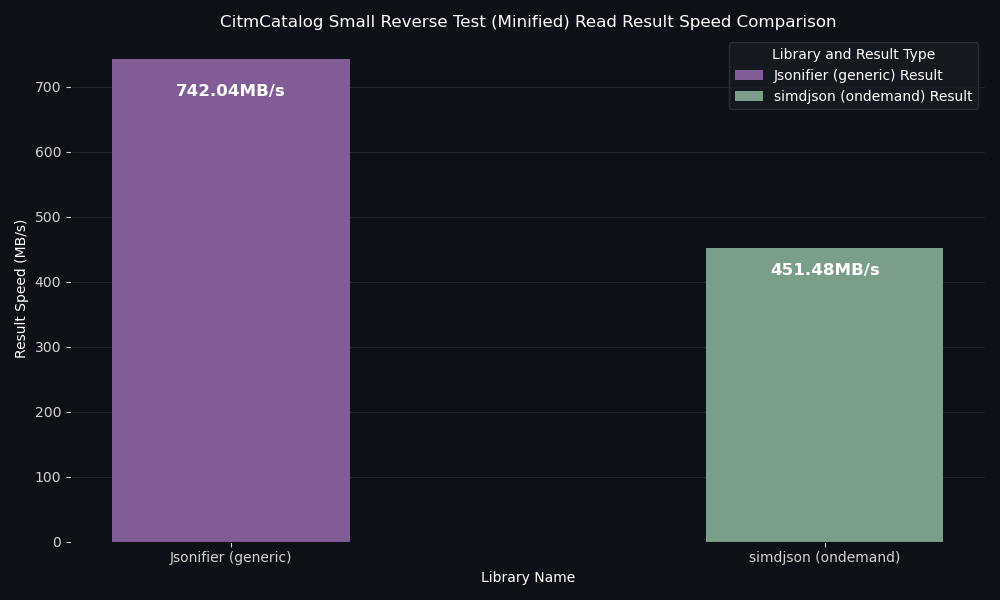 CitmCatalog Small Reverse Test (Minified) Read Result Speed Comparison
Library and Result Type
Jsonifier (generic) Result
simdjson (ondemand) Result
742.04MB/s
451.48MB/s
Result Speed (MB/s)
700
600
500
400
300
200
100
0
Jsonifier (generic)
simdjson (ondemand)
Library Name